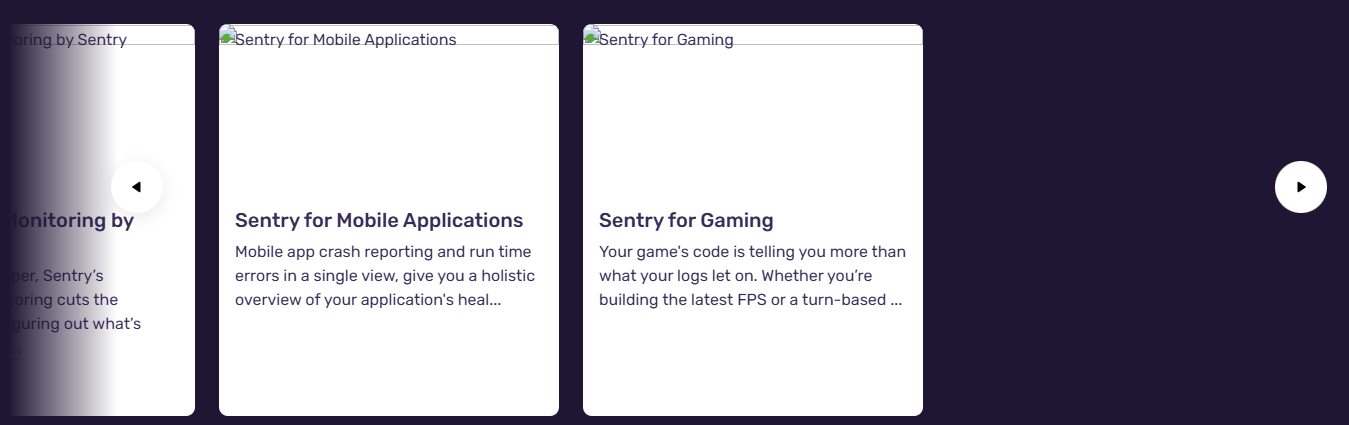 oring by Sentry
Monitoring by
per, Sentry's
toring cuts the
guring out what's
...
Sentry for Mobile Applications
Sentry for Mobile Applications
Mobile app crash reporting and run time
errors in a single view, give you a holistic
overview of your application's heal...
Sentry for Gaming
Sentry for Gaming
Your game's code is telling you more than
what your logs let on. Whether you’re
building the latest FPS or a turn-based ...